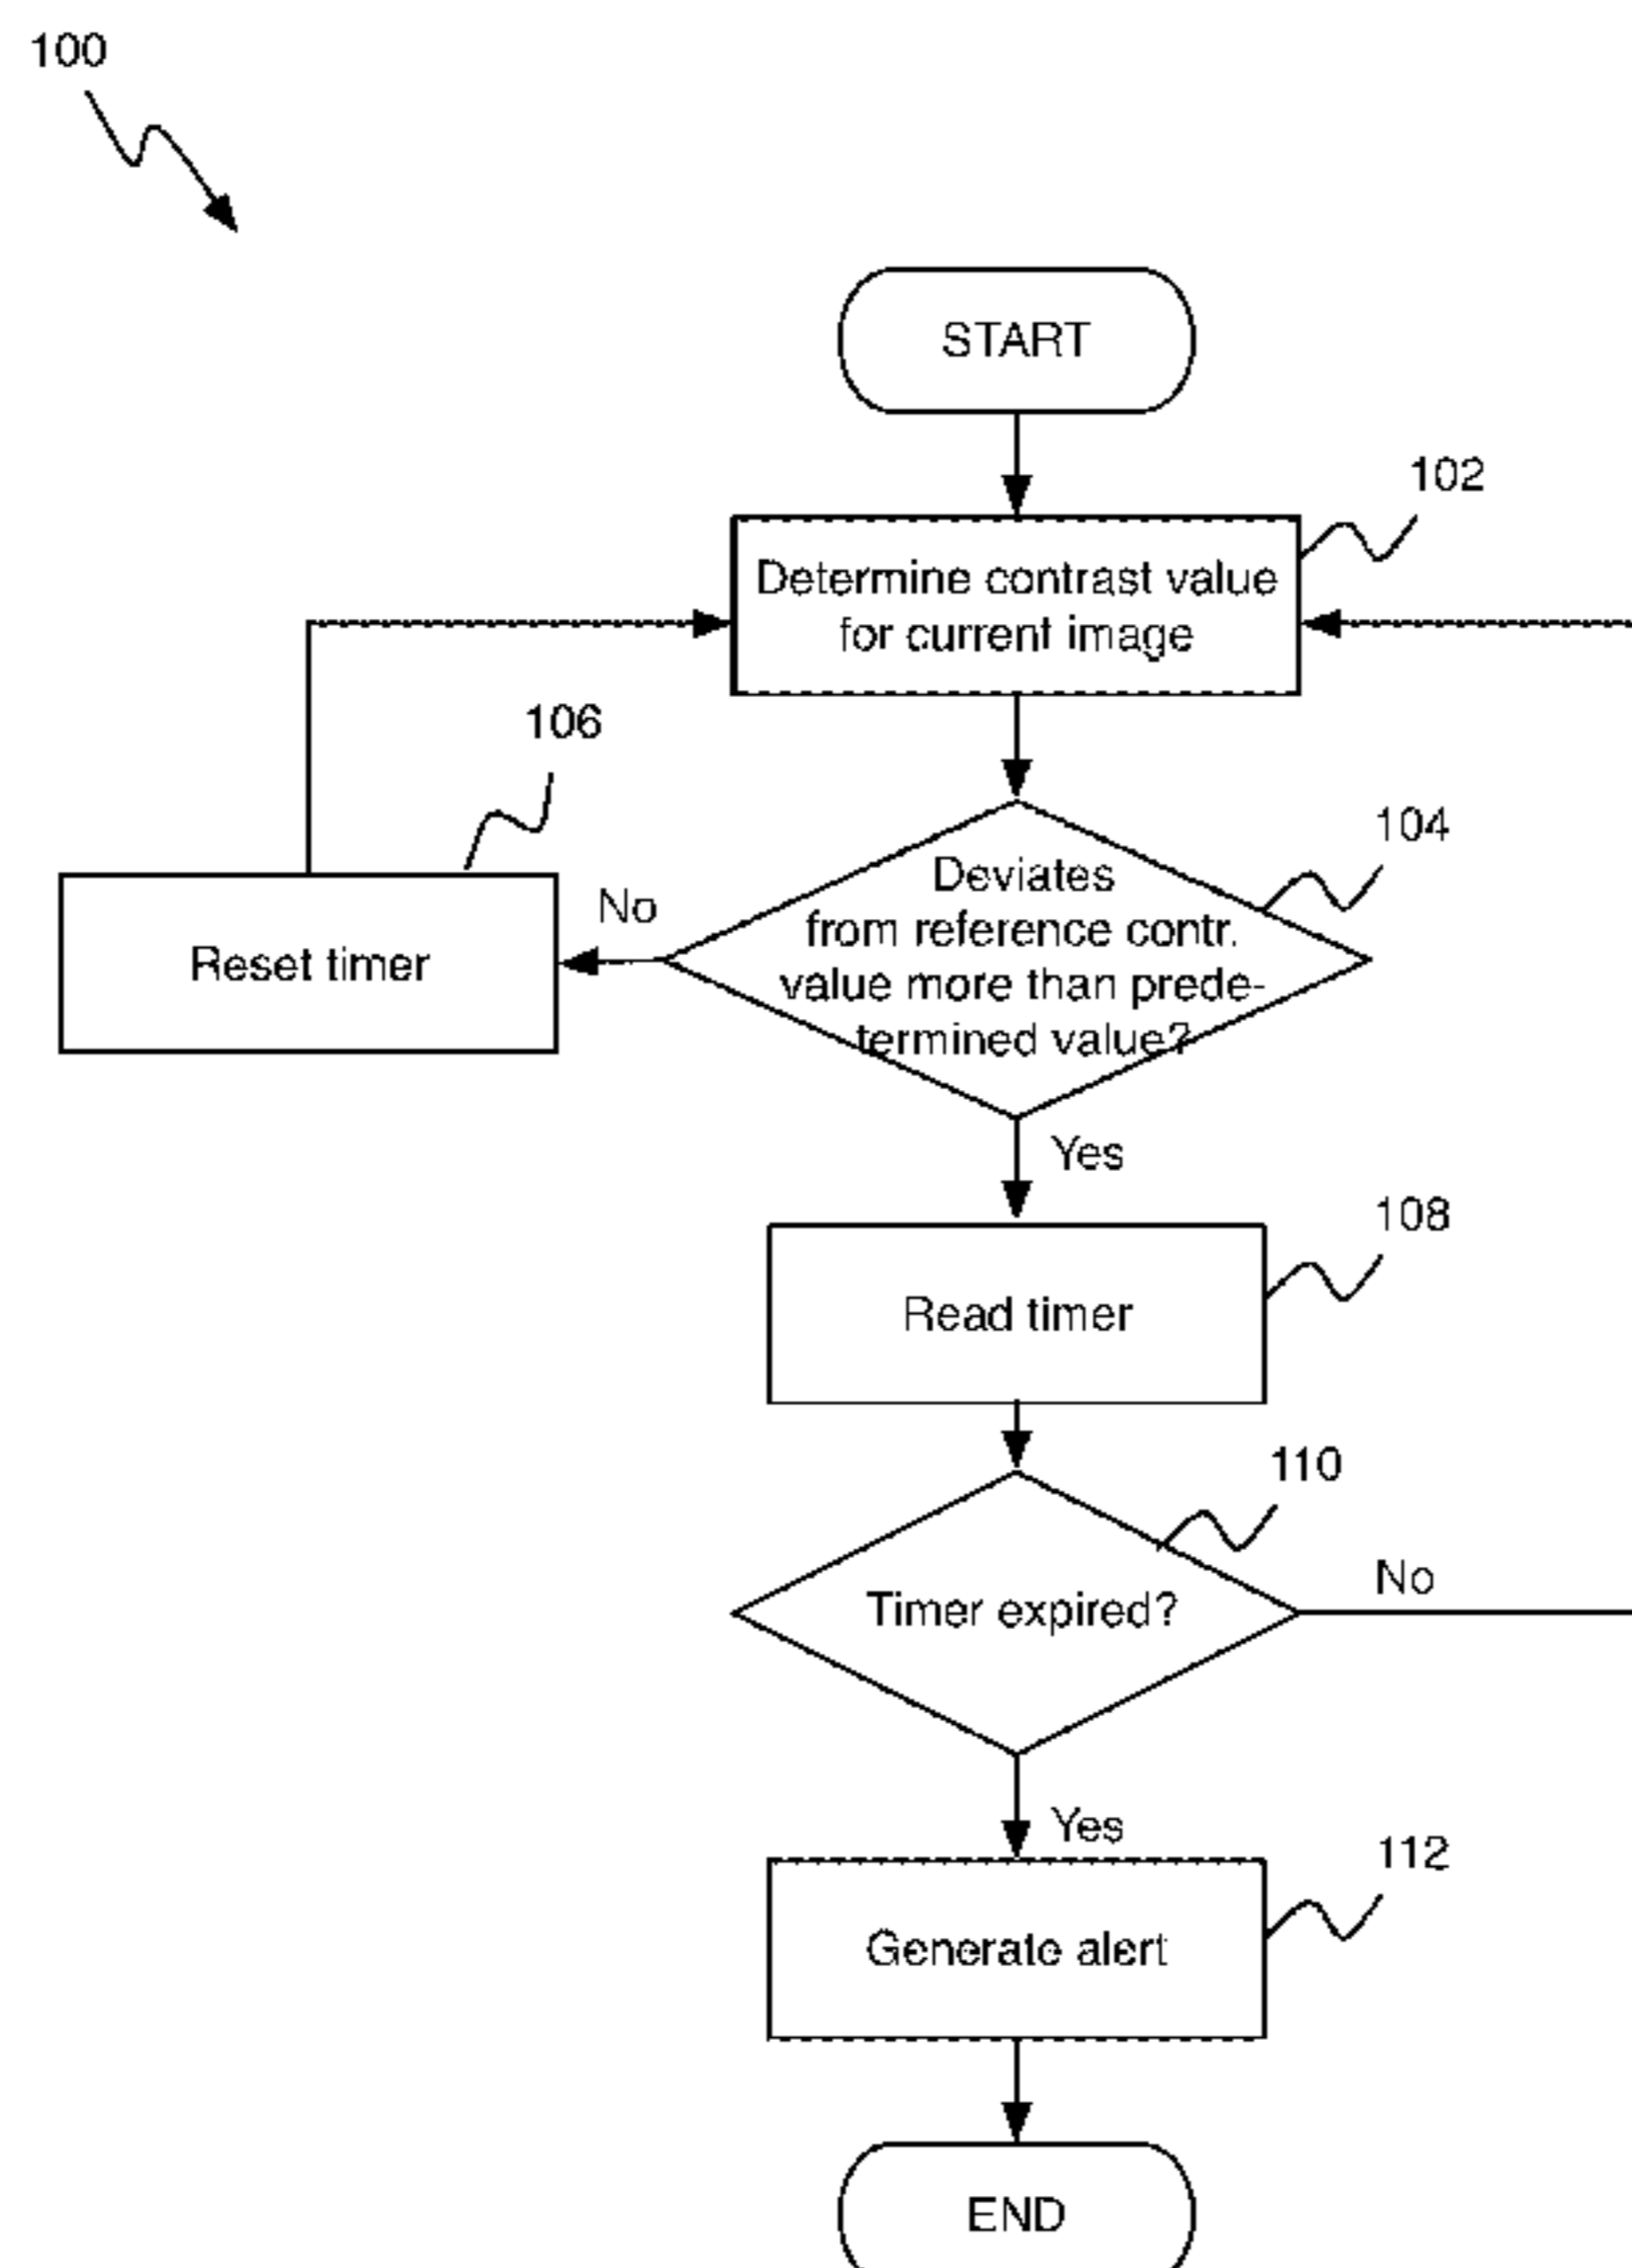 100
START
102
Determine contrast value
for current image
106
104
Deviates
from reference contr.
value more than prede-
termined value?
No
Reset timer
Yes
108
Read timer
110
Timer expired?
No
Yes
112
Generate alert
END